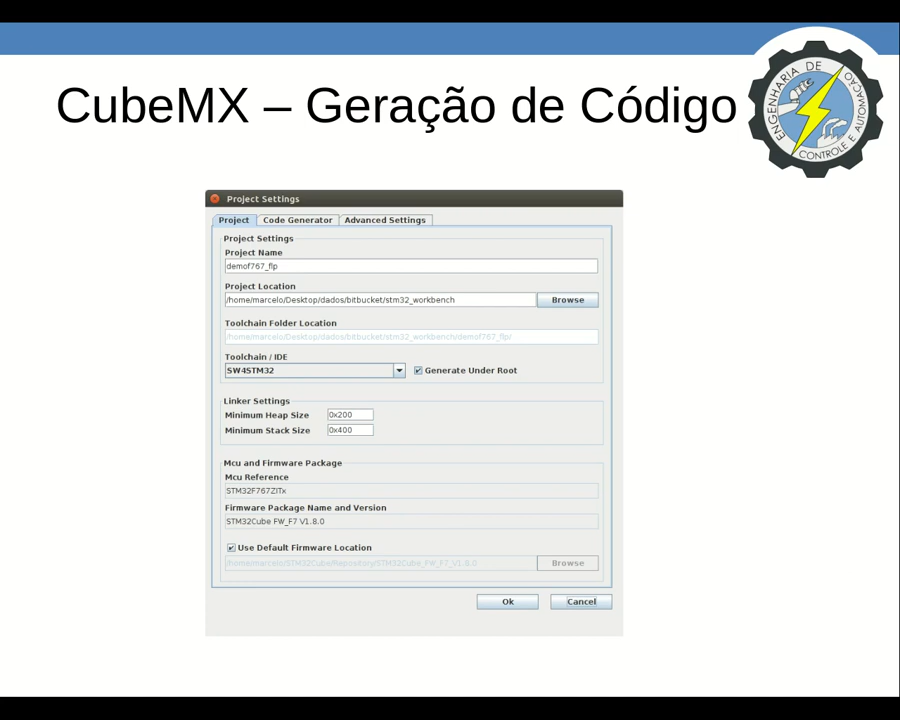 CubeMX – Geração de Código
ENGENHARIA DE
CONTROLE E AUTOMAÇÃO
Project Settings
Project
Code Generator
Advanced Settings
Project Settings
Project Name
demof767_flp
Project Location
/home/marcelo/Desktop/dados/bitbucket/stm32_workbench
Browse
Toolchain Folder Location
/home/marcelo/Desktop/dados/bitbucket/stm32_workbench/demof767_flp/
Toolchain / IDE
SW4STM32
Generate Under Root
Linker Settings
Minimum Heap Size
0x200
Minimum Stack Size
0x400
Mcu and Firmware Package
Mcu Reference
STM32F767ZITx
Firmware Package Name and Version
STM32Cube FW_F7 V1.8.0
Use Default Firmware Location
/home/marcelo/STM32Cube/Repository/STM32Cube_FW_F7_V1.8.0
Browse
Ok
Cancel